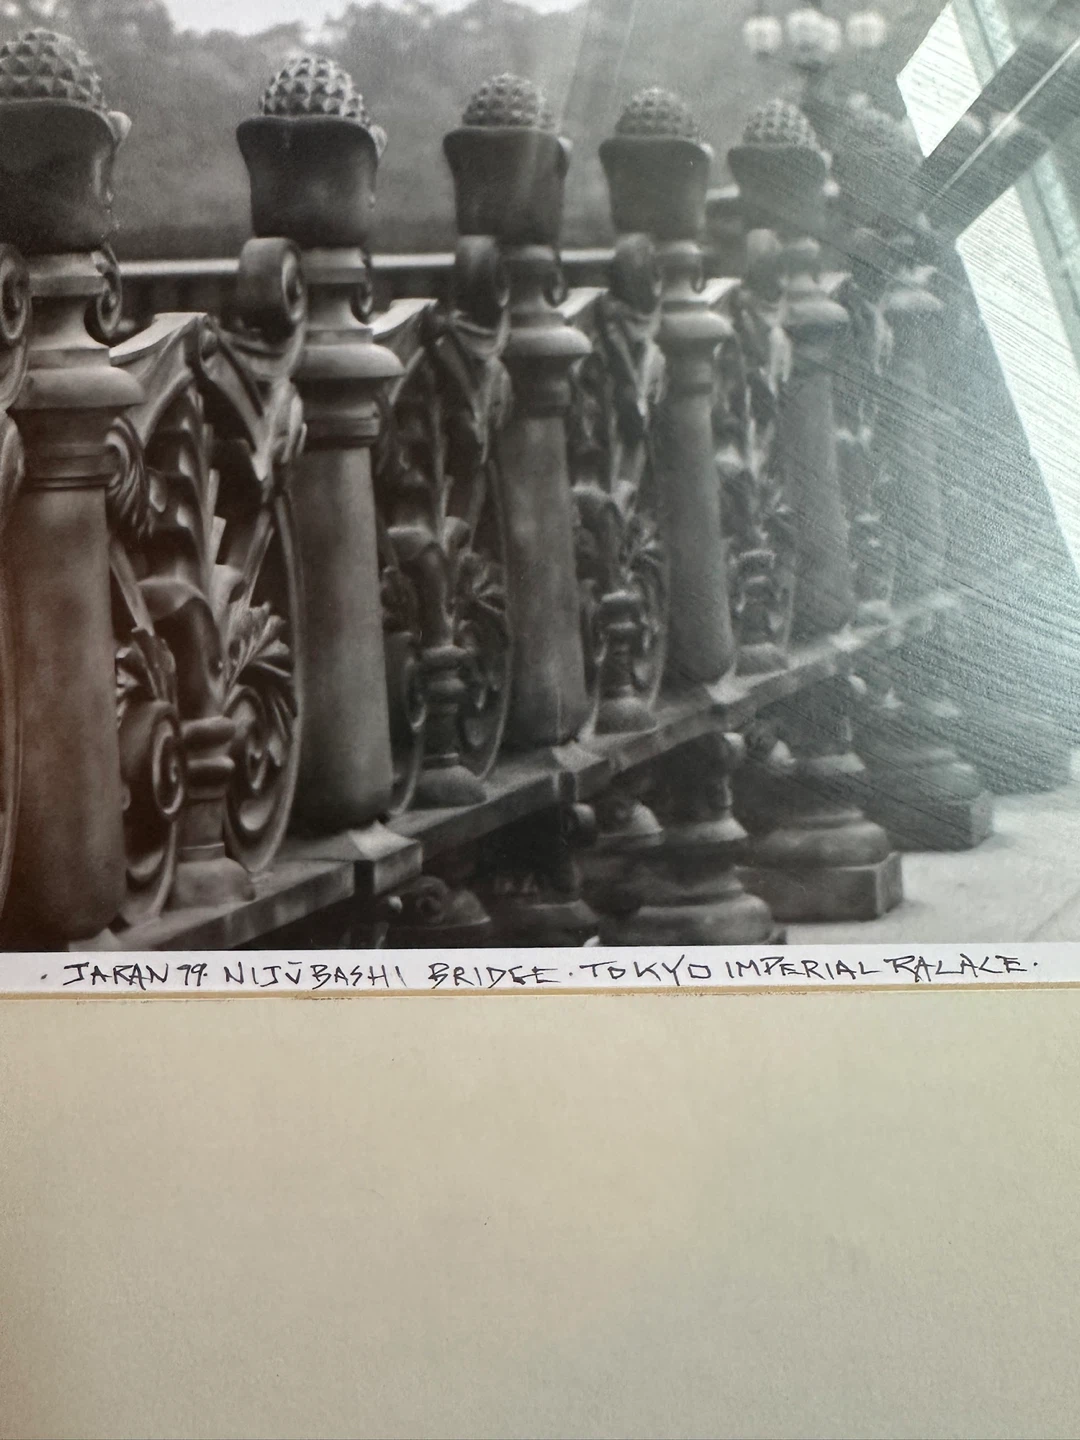 · JAPAN 99· NIJŪBASHI BRIDGE · TOKYO IMPERIAL PALACE ·